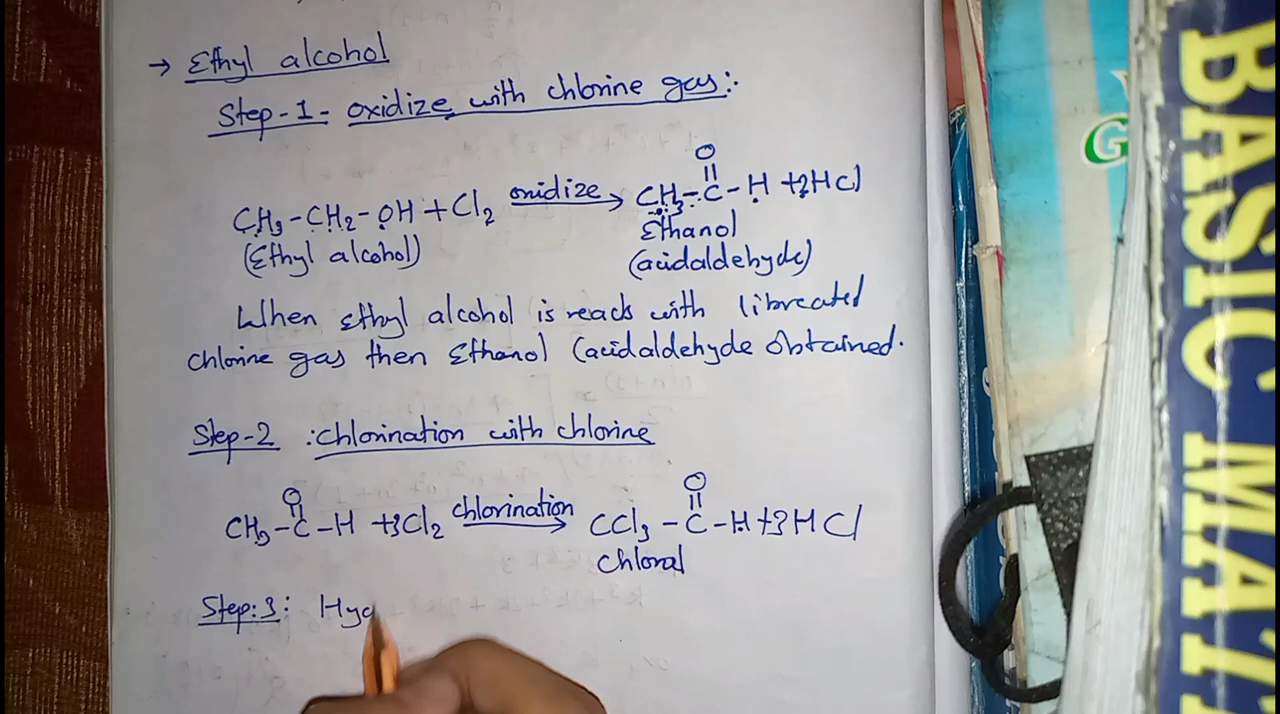 → Ethyl alcohol
Step-1- oxidize with chlorine gas:-
O
||
CH3-CH2-OH + Cl2 oxidize → CH3-C-H +2HCl
(Ethyl alcohol) Ethanol
(acidaldehyde)
When Ethyl alcohol is reacts with libreated
chlorine gas then Ethanol (acidaldehyde obtained.
Step-2 :chlorination with chlorine
O O
|| ||
CH3-C-H +3Cl2 chlorination → CCl3-C-H+3HCl
chloral
Step:3: Hyd
BASIC MAT
G